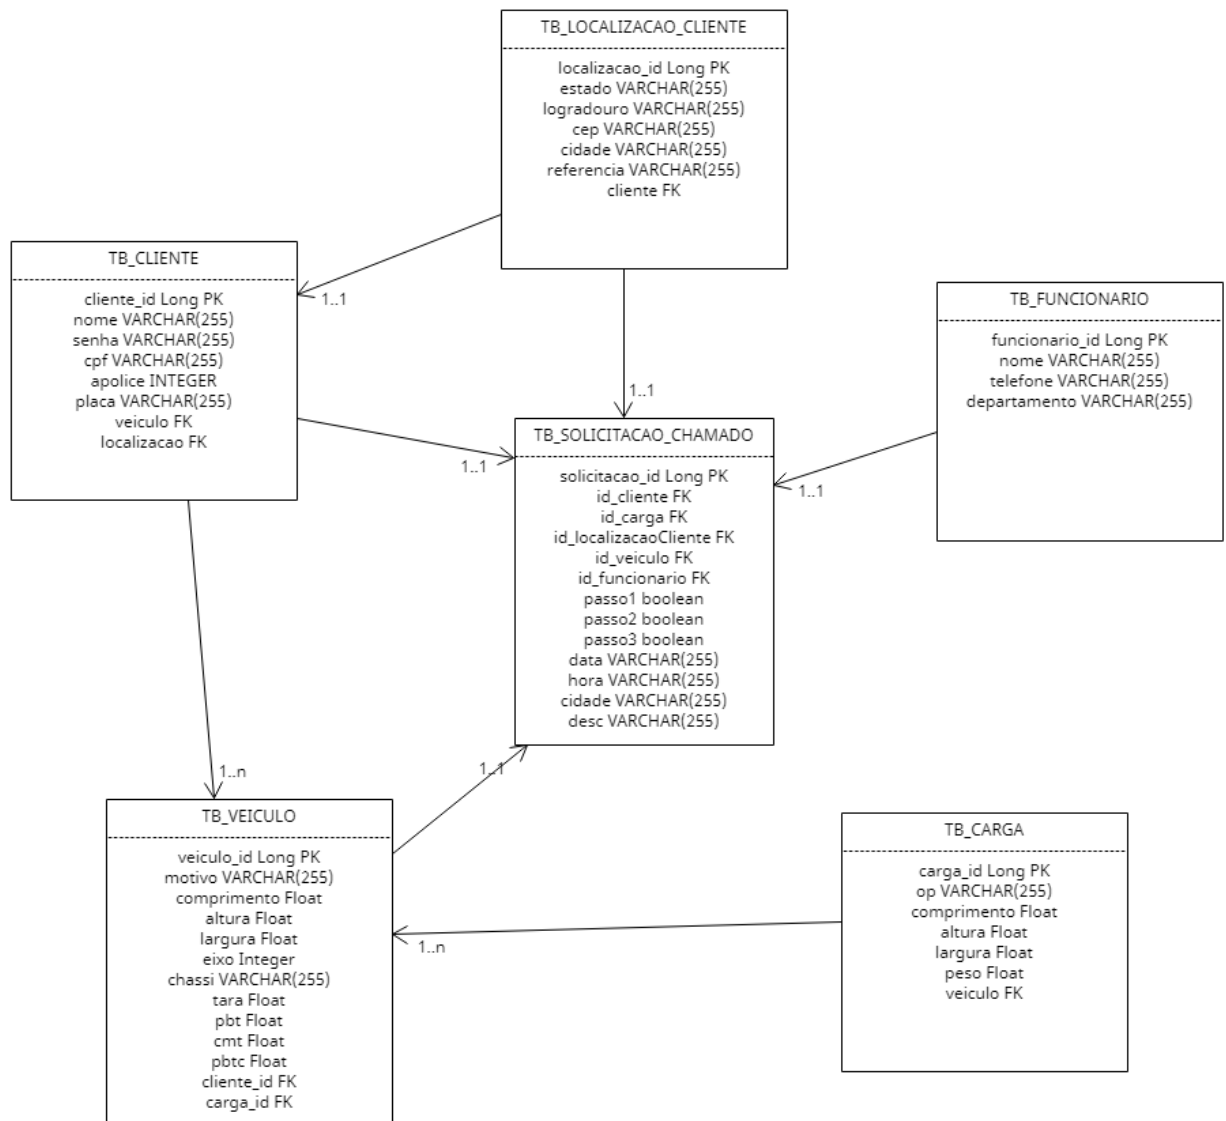 TB_LOCALIZACAO_CLIENTE
localizacao_id Long PK
estado VARCHAR(255)
logradouro VARCHAR(255)
cep VARCHAR(255)
cidade VARCHAR(255)
referencia VARCHAR(255)
cliente FK
1..1
1..1
TB_CLIENTE
cliente_id Long PK
nome VARCHAR(255)
senha VARCHAR(255)
cpf VARCHAR(255)
apolice INTEGER
placa VARCHAR(255)
veiculo FK
localizacao FK
1..1
1..n
TB_FUNCIONARIO
funcionario_id Long PK
nome VARCHAR(255)
telefone VARCHAR(255)
departamento VARCHAR(255)
1..1
TB_SOLICITACAO_CHAMADO
solicitacao_id Long PK
id_cliente FK
id_carga FK
id_localizacaoCliente FK
id_veiculo FK
id_funcionario FK
passo1 boolean
passo2 boolean
passo3 boolean
data VARCHAR(255)
hora VARCHAR(255)
cidade VARCHAR(255)
desc VARCHAR(255)
1..1
TB_VEICULO
veiculo_id Long PK
motivo VARCHAR(255)
comprimento Float
altura Float
largura Float
eixo Integer
chassi VARCHAR(255)
tara Float
pbt Float
cmt Float
pbtc Float
cliente_id FK
carga_id FK
1..n
TB_CARGA
carga_id Long PK
op VARCHAR(255)
comprimento Float
altura Float
largura Float
peso Float
veiculo FK